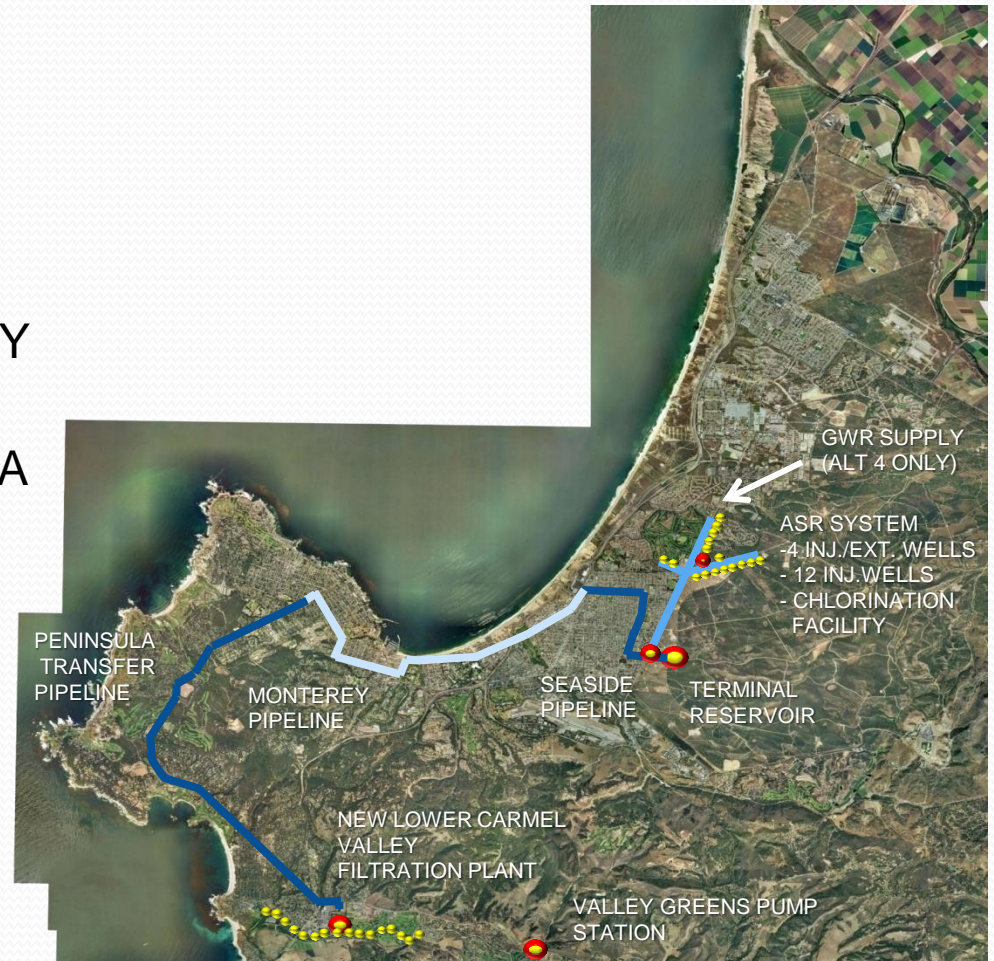 Y
A
GWR SUPPLY
(ALT 4 ONLY)
ASR SYSTEM
-4 INJ./EXT. WELLS
- 12 INJ.WELLS
- CHLORINATION
FACILITY
PENINSULA
TRANSFER
PIPELINE
MONTEREY
PIPELINE
SEASIDE
PIPELINE
TERMINAL
RESERVOIR
NEW LOWER CARMEL
VALLEY
FILTRATION PLANT
VALLEY GREENS PUMP
STATION